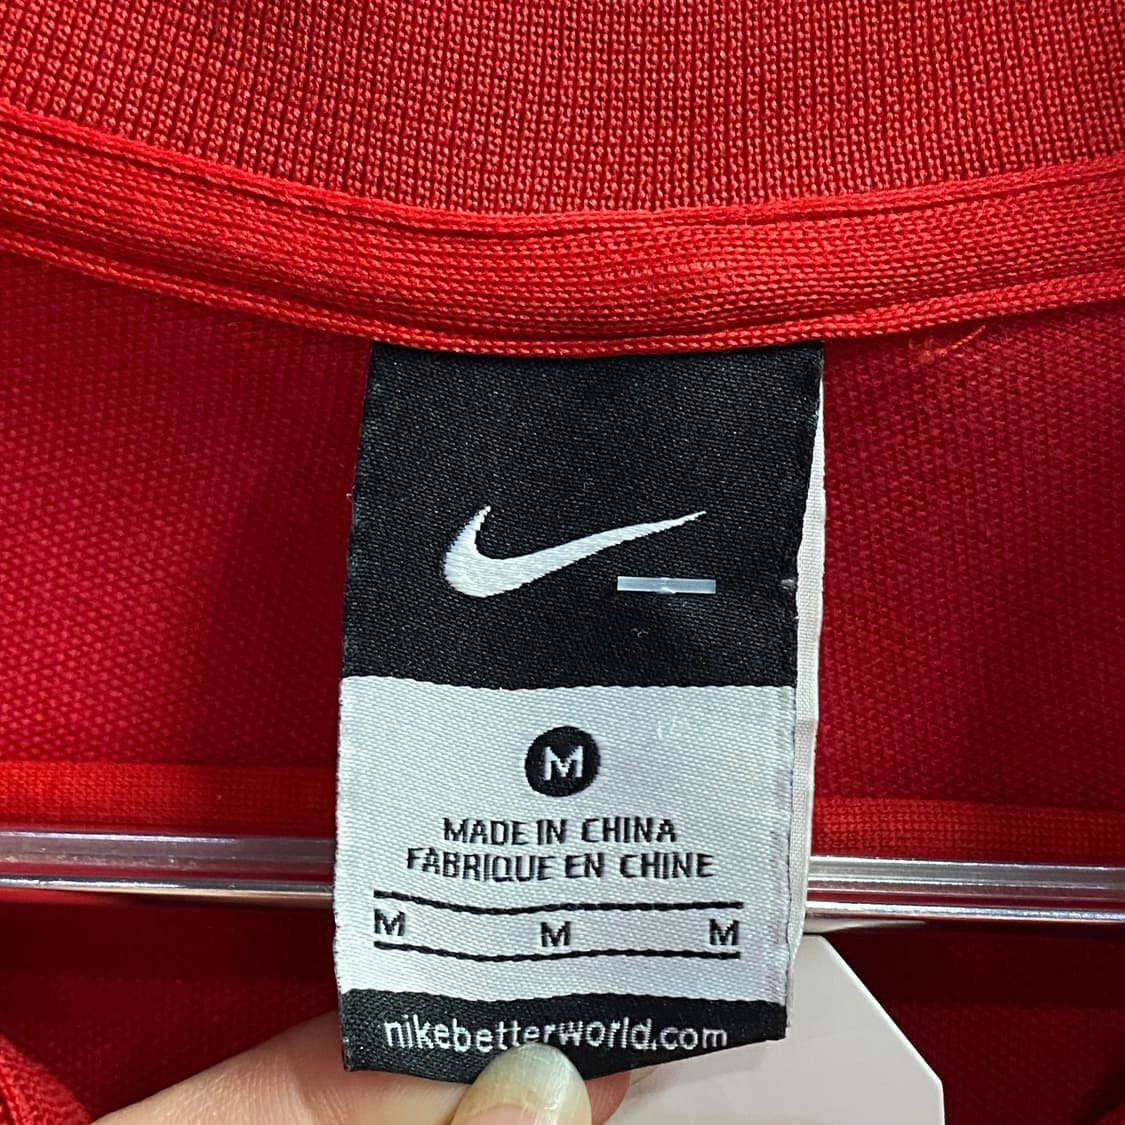 M
MADE IN CHINA
FABRIQUE EN CHINE
M M M
nikebetterworld.com